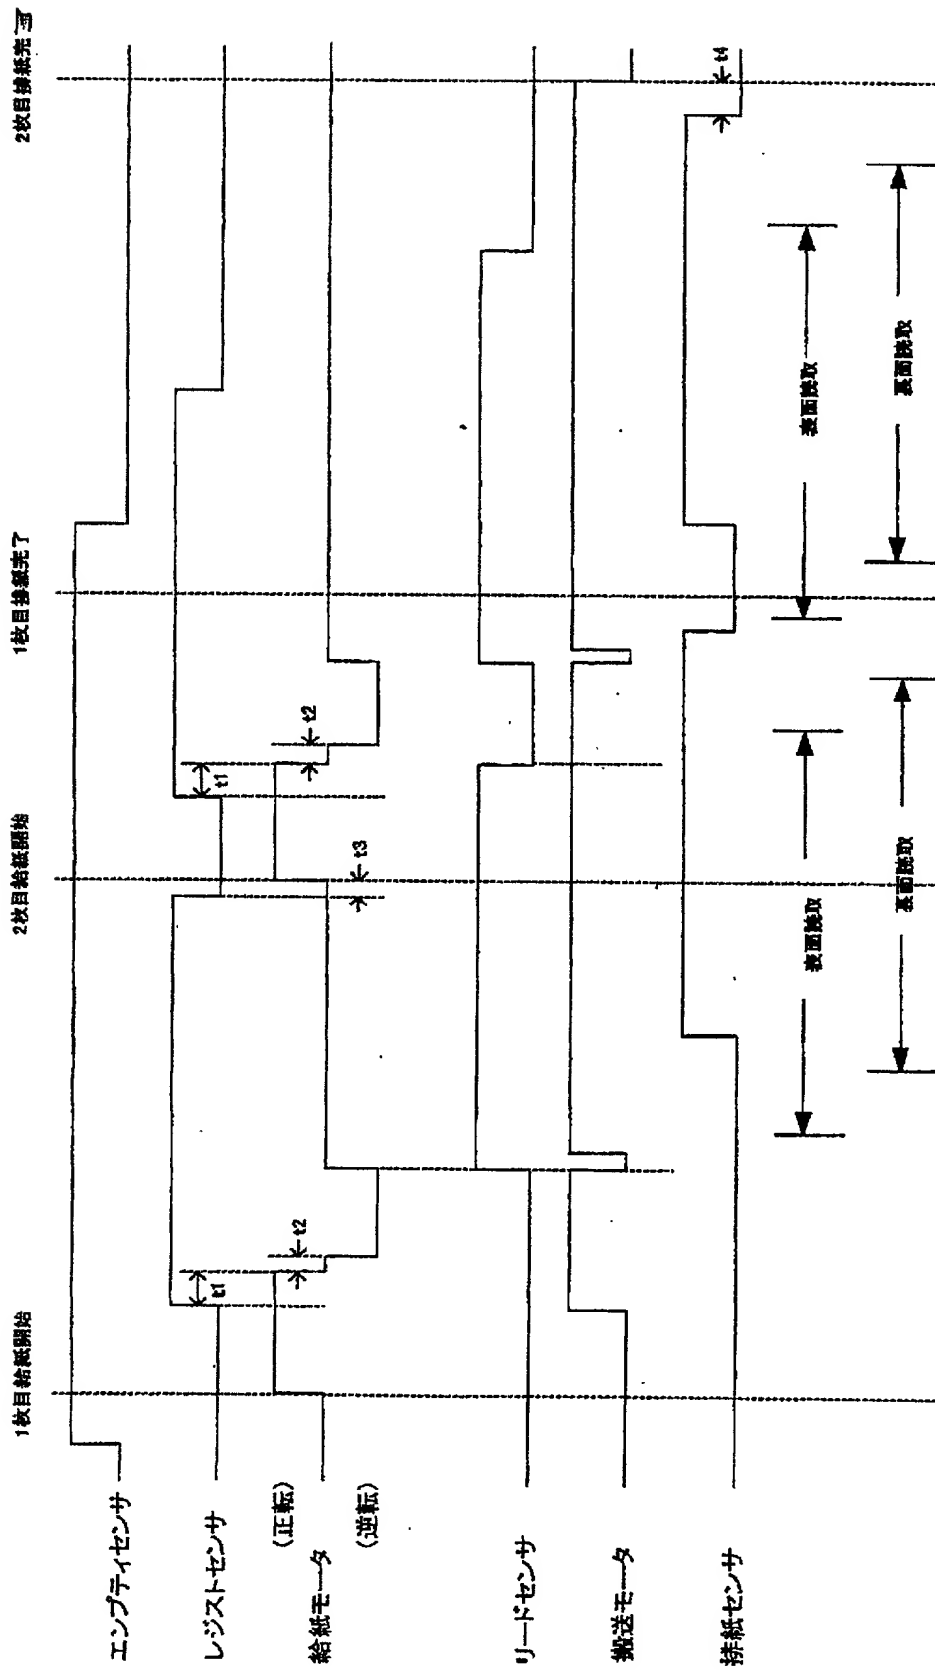 1枚目給紙開始
2枚目給紙開始
1枚目接紙完了
2枚目接紙完了
エンプティセンサ
レジストセンサ
t1
t1
(正転)
給紙モータ
(逆転)
t2
t3
t2
リードセンサ
搬送モータ
排紙センサ
t4
表面読取
表面読取
裏面読取
裏面読取